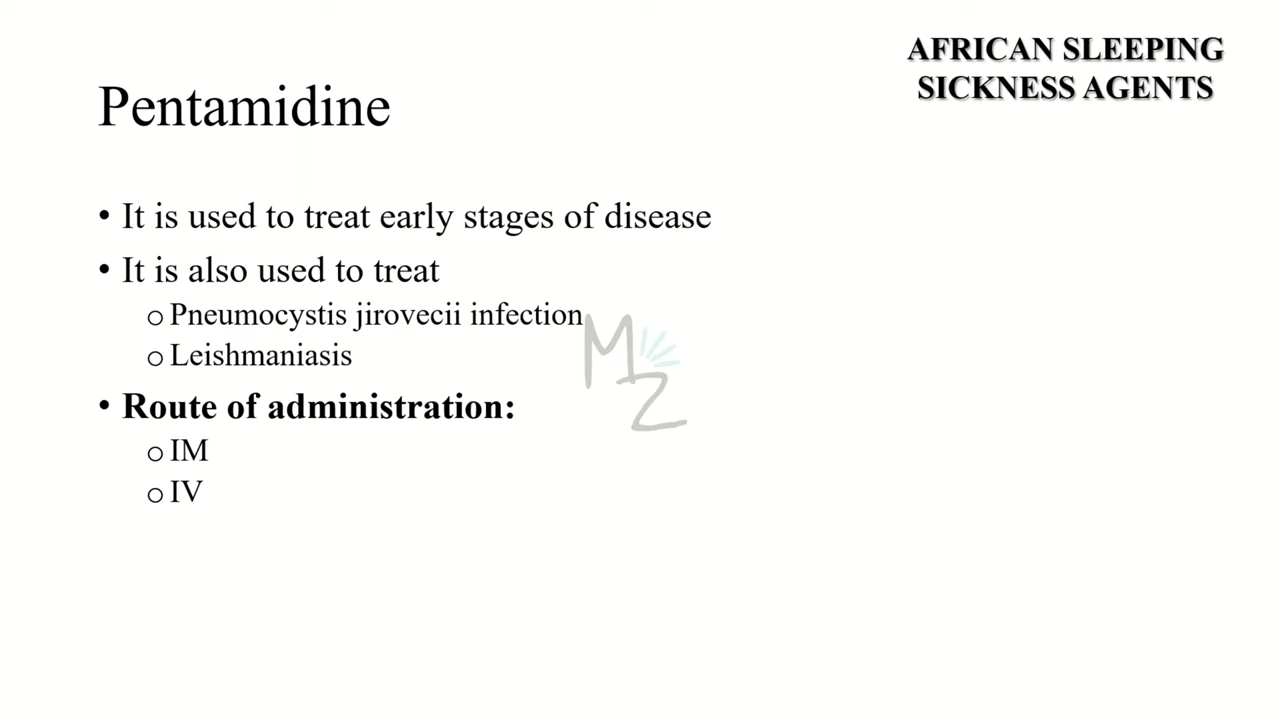 AFRICAN SLEEPING
SICKNESS AGENTS
Pentamidine
• It is used to treat early stages of disease
• It is also used to treat
o Pneumocystis jirovecii infection
o Leishmaniasis
• Route of administration:
o IM
o IV
MZ